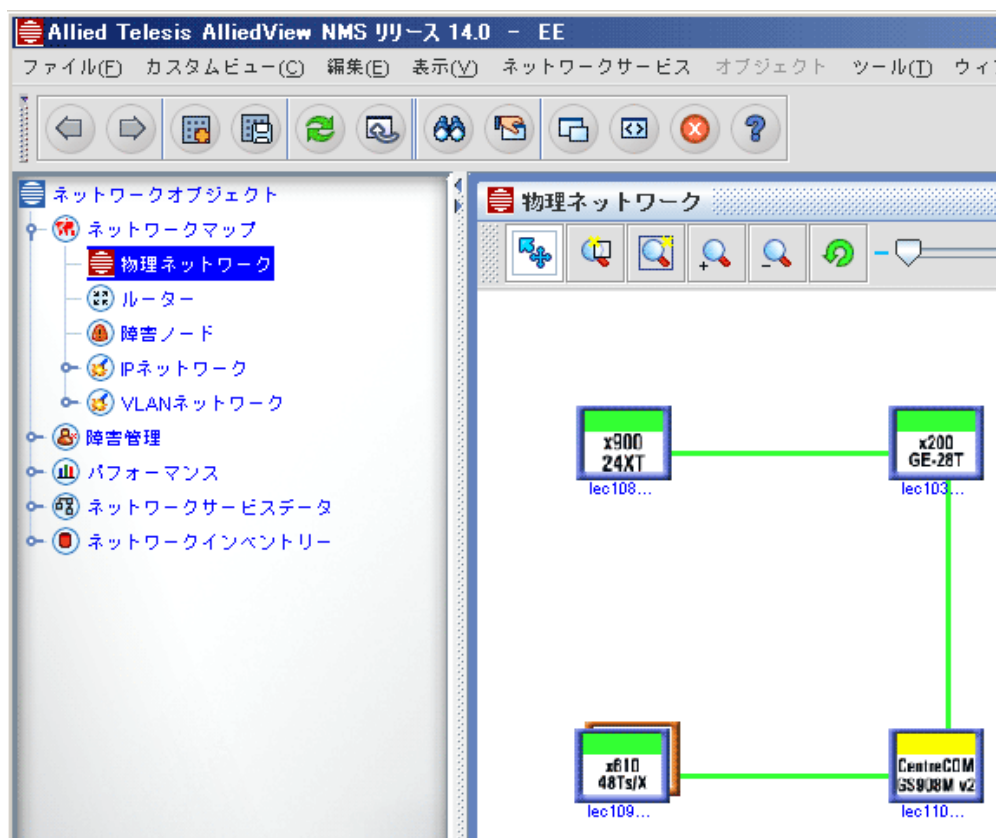 Allied Telesis AlliedView NMS リリース 14.0 - EE
ファイル(F) カスタムビュー(C) 編集(E) 表示(V) ネットワークサービス オブジェクト ツール(T) ウィ
ネットワークオブジェクト
ネットワークマップ
物理ネットワーク
ルーター
障害ノード
IPネットワーク
VLANネットワーク
障害管理
パフォーマンス
ネットワークサービスデータ
ネットワークインベントリー
物理ネットワーク
x900
24XT
lec108...
x200
GE-28T
lec103...
x610
48Ts/X
lec109...
CentreCOM
GS908M v2
lec110...